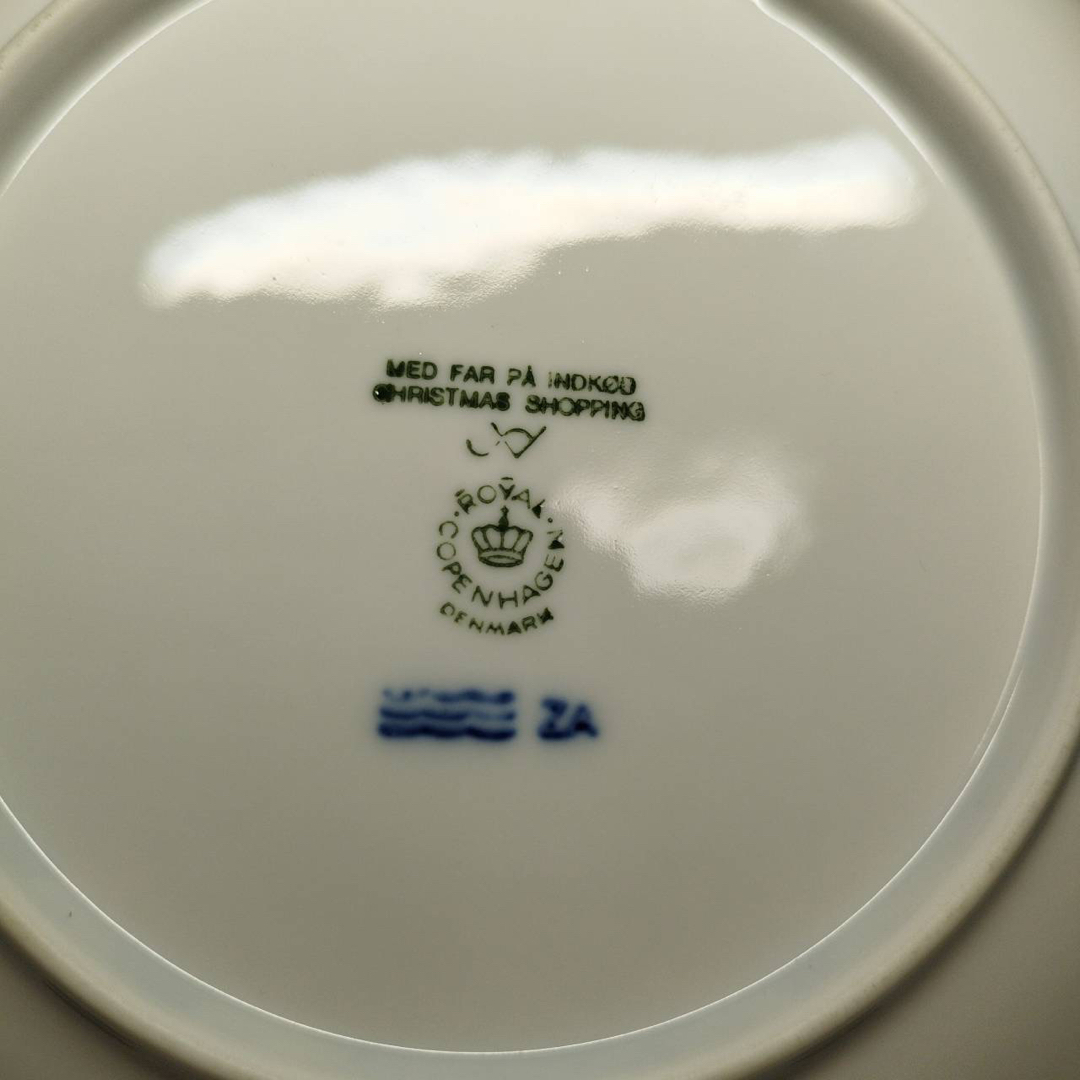 MED FAR PÅ INDKØB
CHRISTMAS SHOPPING
ROYAL
COPENHAGEN
DENMARK
ZA